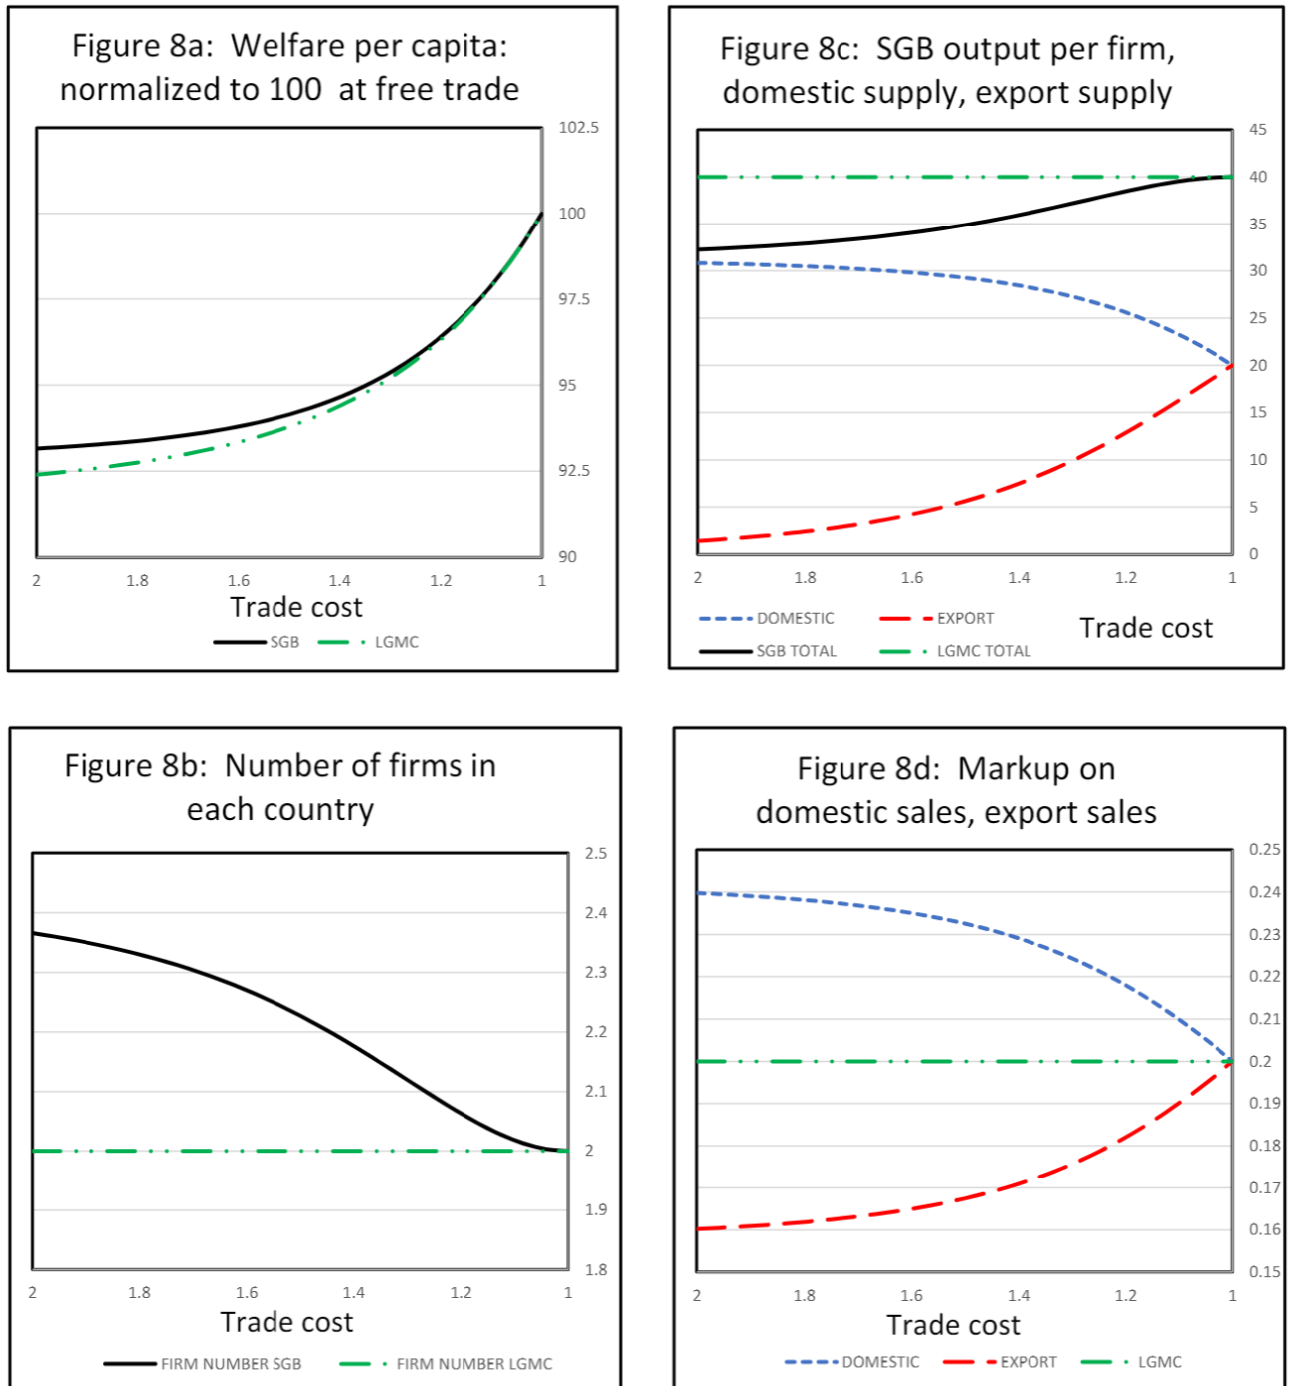 Figure 8a:  Welfare per capita:
normalized to 100  at free trade
102.5
100
97.5
95
92.5
90
2 1.8 1.6 1.4 1.2 1
Trade cost
SGB LGMC
Figure 8c:  SGB output per firm,
domestic supply, export supply
45
40
35
30
25
20
15
10
5
0
2 1.8 1.6 1.4 1.2 1
DOMESTIC EXPORT
Trade cost
SGB TOTAL LGMC TOTAL
Figure 8b:  Number of firms in
each country
2.5
2.4
2.3
2.2
2.1
2
1.9
1.8
2 1.8 1.6 1.4 1.2 1
Trade cost
FIRM NUMBER SGB FIRM NUMBER LGMC
Figure 8d:  Markup on
domestic sales, export sales
0.25
0.24
0.23
0.22
0.21
0.2
0.19
0.18
0.17
0.16
0.15
2 1.8 1.6 1.4 1.2 1
Trade cost
DOMESTIC EXPORT LGMC